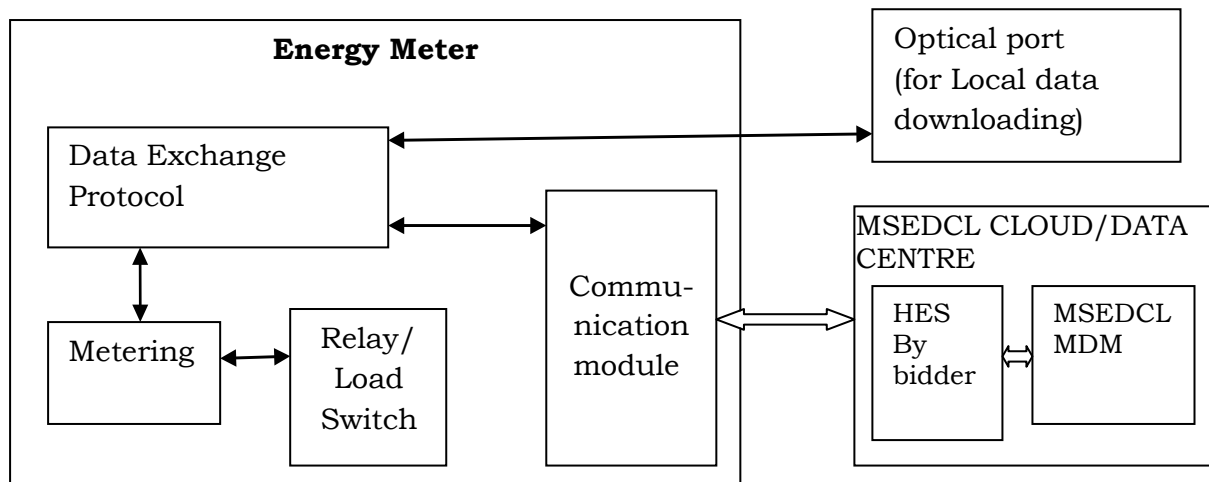 Energy Meter
Optical port
(for Local data
downloading)
Data Exchange
Protocol
Commu-
nication
module
MSEDCL CLOUD/DATA
CENTRE
HES
By
bidder
MSEDCL
MDM
Metering
Relay/
Load
Switch